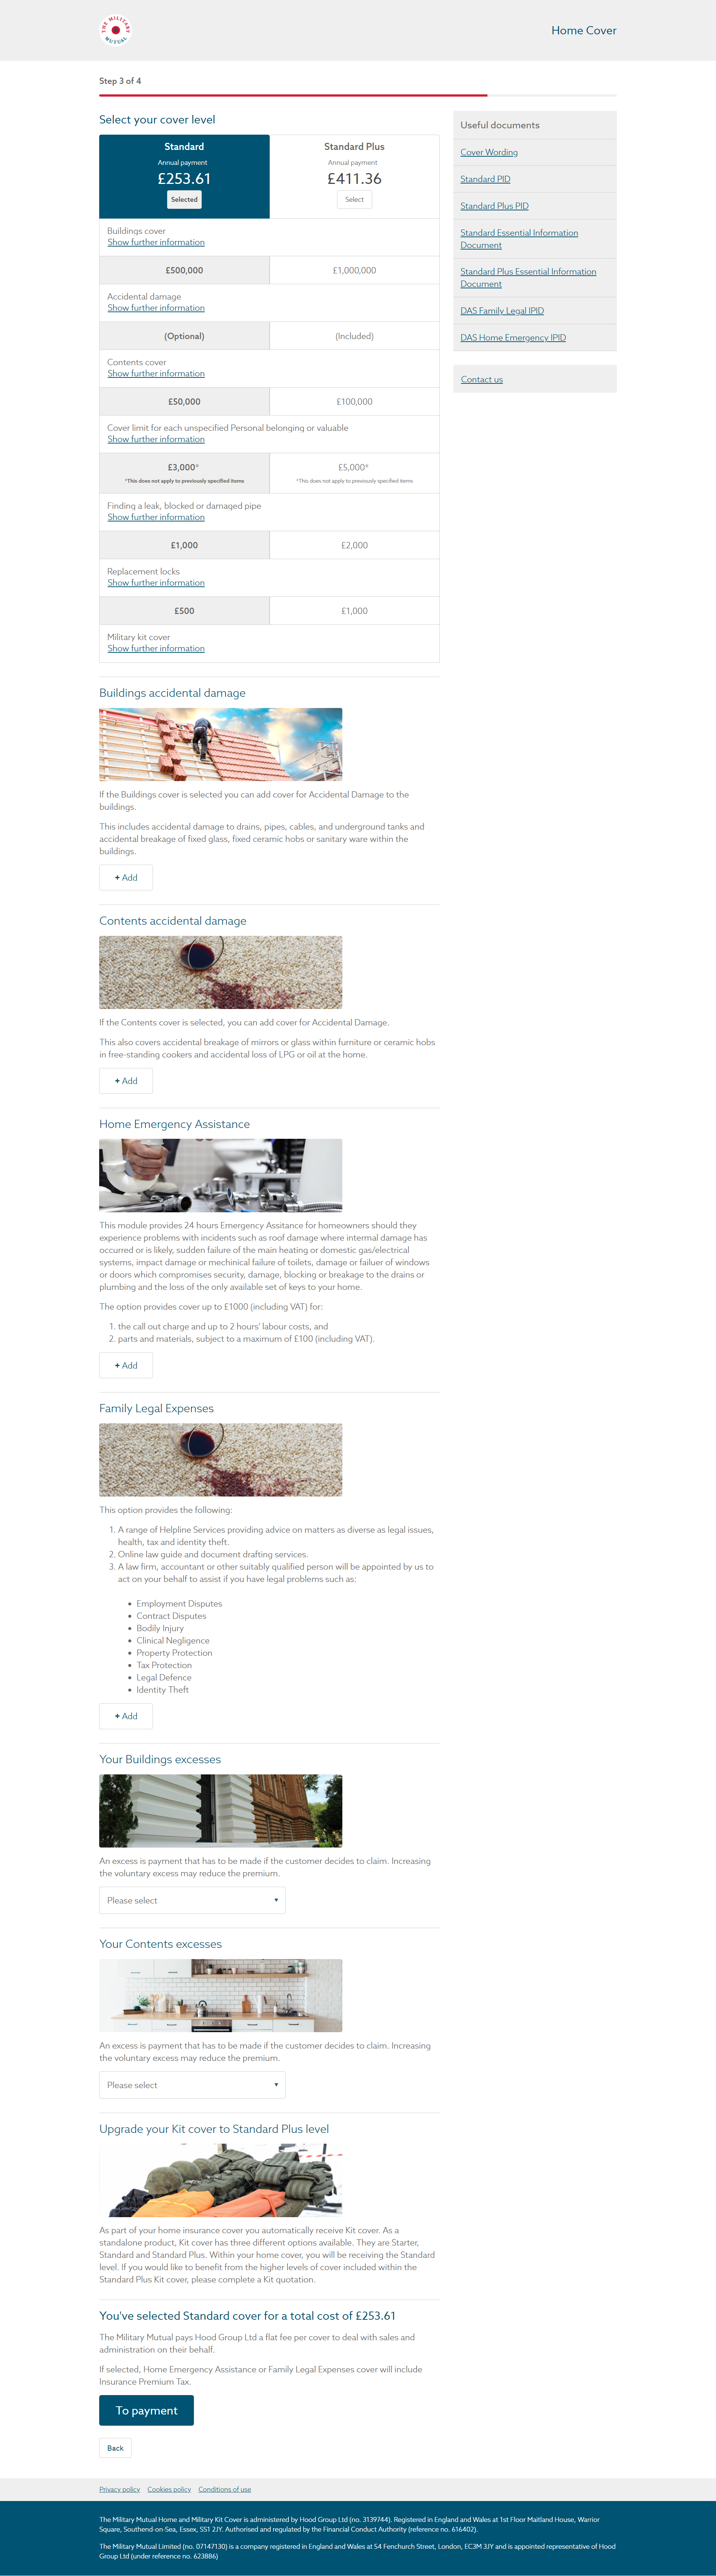 THE MILITARY MUTUAL
Home Cover
Step 3 of 4
Select your cover level
Standard
Annual payment
£253.61
Selected
Standard Plus
Annual payment
£411.36
Select
Buildings cover
Show further information
£500,000
£1,000,000
Accidental damage
Show further information
(Optional)
(Included)
Contents cover
Show further information
£50,000
£100,000
Cover limit for each unspecified Personal belonging or valuable
Show further information
£3,000*
*This does not apply to previously specified items
£5,000*
*This does not apply to previously specified items
Finding a leak, blocked or damaged pipe
Show further information
£1,000
£2,000
Replacement locks
Show further information
£500
£1,000
Military kit cover
Show further information
Useful documents
Cover Wording
Standard PID
Standard Plus PID
Standard Essential Information
Document
Standard Plus Essential Information
Document
DAS Family Legal IPID
DAS Home Emergency IPID
Contact us
Buildings accidental damage
If the Buildings cover is selected you can add cover for Accidental Damage to the
buildings.
This includes accidental damage to drains, pipes, cables, and underground tanks and
accidental breakage of fixed glass, fixed ceramic hobs or sanitary ware within the
buildings.
+ Add
Contents accidental damage
If the Contents cover is selected, you can add cover for Accidental Damage.
This also covers accidental breakage of mirrors or glass within furniture or ceramic hobs
in free-standing cookers and accidental loss of LPG or oil at the home.
+ Add
Home Emergency Assistance
This module provides 24 hours Emergency Assitance for homeowners should they
experience problems with incidents such as roof damage where intermal damage has
occurred or is likely, sudden failure of the main heating or domestic gas/electrical
systems, impact damage or mechinical failure of toilets, damage or failuer of windows
or doors which compromises security, damage, blocking or breakage to the drains or
plumbing and the loss of the only available set of keys to your home.
The option provides cover up to £1000 (including VAT) for:
1. the call out charge and up to 2 hours' labour costs, and
2. parts and materials, subject to a maximum of £100 (including VAT).
+ Add
Family Legal Expenses
This option provides the following:
1. A range of Helpline Services providing advice on matters as diverse as legal issues,
health, tax and identity theft.
2. Online law guide and document drafting services.
3. A law firm, accountant or other suitably qualified person will be appointed by us to
act on your behalf to assist if you have legal problems such as:
• Employment Disputes
• Contract Disputes
• Bodily Injury
• Clinical Negligence
• Property Protection
• Tax Protection
• Legal Defence
• Identity Theft
+ Add
Your Buildings excesses
An excess is payment that has to be made if the customer decides to claim. Increasing
the voluntary excess may reduce the premium.
Please select
Your Contents excesses
An excess is payment that has to be made if the customer decides to claim. Increasing
the voluntary excess may reduce the premium.
Please select
Upgrade your Kit cover to Standard Plus level
As part of your home insurance cover you automatically receive Kit cover. As a
standalone product, Kit cover has three different options available. They are Starter,
Standard and Standard Plus. Within your home cover, you will be receiving the Standard
level. If you would like to benefit from the higher levels of cover included within the
Standard Plus Kit cover, please complete a Kit quotation.
You've selected Standard cover for a total cost of £253.61
The Military Mutual pays Hood Group Ltd a flat fee per cover to deal with sales and
administration on their behalf.
If selected, Home Emergency Assistance or Family Legal Expenses cover will include
Insurance Premium Tax.
To payment
Back
Privacy policy Cookies policy Conditions of use
The Military Mutual Home and Military Kit Cover is administered by Hood Group Ltd (no. 3139744). Registered in England and Wales at 1st Floor Maitland House, Warrior
Square, Southend-on-Sea, Essex, SS1 2JY. Authorised and regulated by the Financial Conduct Authority (reference no. 616402).
The Military Mutual Limited (no. 07147130) is a company registered in England and Wales at 54 Fenchurch Street, London, EC3M 3JY and is appointed representative of Hood
Group Ltd (under reference no. 623886)